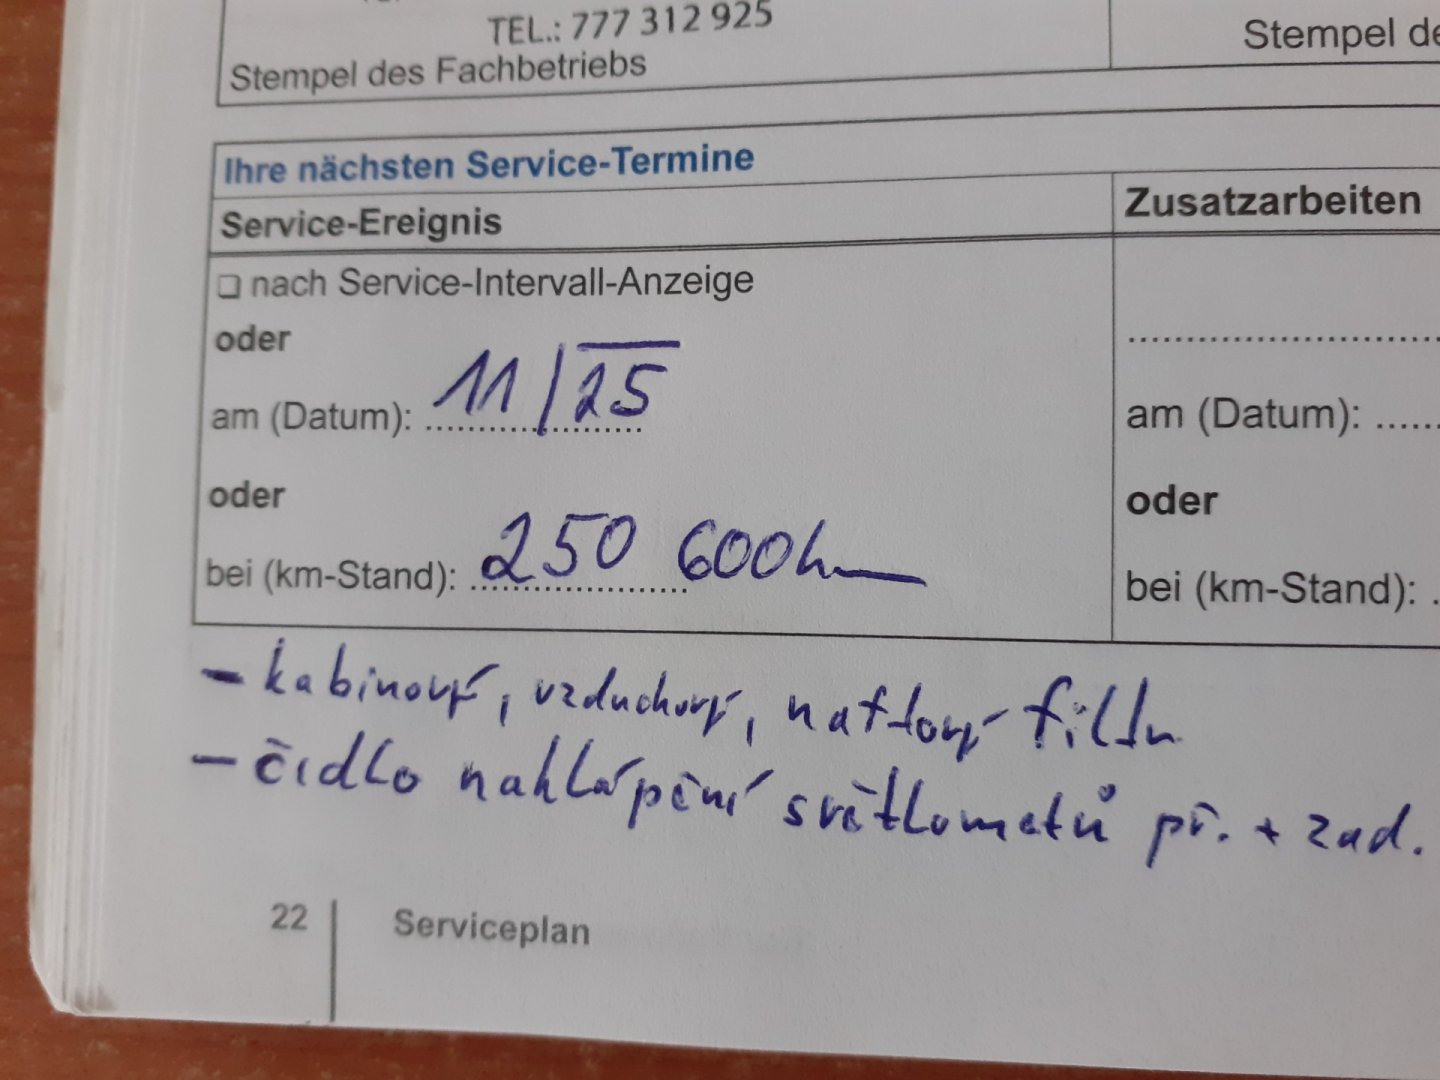 TEL.: 777 312 925
Stempel des Fachbetriebs
Stempel de
Ihre nächsten Service-Termine
Service-Ereignis
Zusatzarbeiten
❏ nach Service-Intervall-Anzeige
oder
am (Datum): 11/25
am (Datum): ......
oder
oder
bei (km-Stand): 250 600km
bei (km-Stand): .
- kabinový, vzduchový, naftový filtr
- čidlo naklápění světlometů př. + zad.
22
Serviceplan